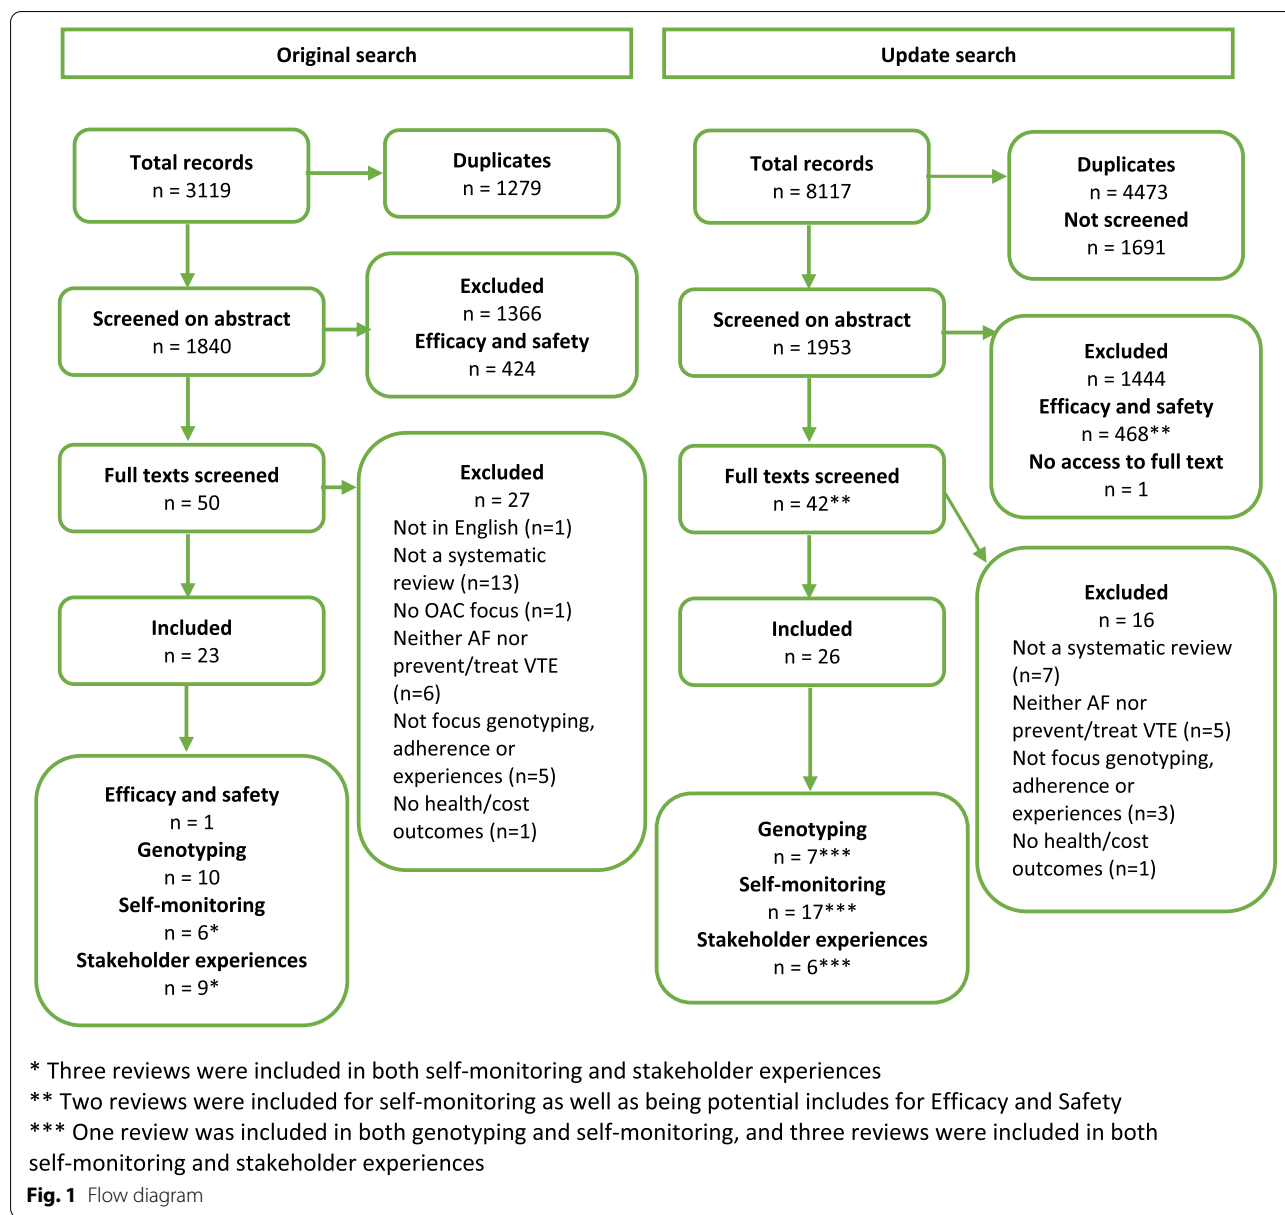 Original search
Total records
n = 3119
Duplicates
n = 1279
Screened on abstract
n = 1840
Excluded
n = 1366
Efficacy and safety
n = 424
Full texts screened
n = 50
Excluded
n = 27
Not in English (n=1)
Not a systematic
review (n=13)
No OAC focus (n=1)
Neither AF nor
prevent/treat VTE
(n=6)
Not focus genotyping,
adherence or
experiences (n=5)
No health/cost
outcomes (n=1)
Included
n = 23
Efficacy and safety
n = 1
Genotyping
n = 10
Self-monitoring
n = 6*
Stakeholder experiences
n = 9*
Update search
Total records
n = 8117
Duplicates
n = 4473
Not screened
n = 1691
Screened on abstract
n = 1953
Excluded
n = 1444
Efficacy and safety
n = 468**
No access to full text
n = 1
Full texts screened
n = 42**
Excluded
n = 16
Not a systematic review
(n=7)
Neither AF nor
prevent/treat VTE (n=5)
Not focus genotyping,
adherence or
experiences (n=3)
No health/cost
outcomes (n=1)
Included
n = 26
Genotyping
n = 7***
Self-monitoring
n = 17***
Stakeholder experiences
n = 6***
* Three reviews were included in both self-monitoring and stakeholder experiences
** Two reviews were included for self-monitoring as well as being potential includes for Efficacy and Safety
*** One review was included in both genotyping and self-monitoring, and three reviews were included in both
self-monitoring and stakeholder experiences
Fig. 1 Flow diagram